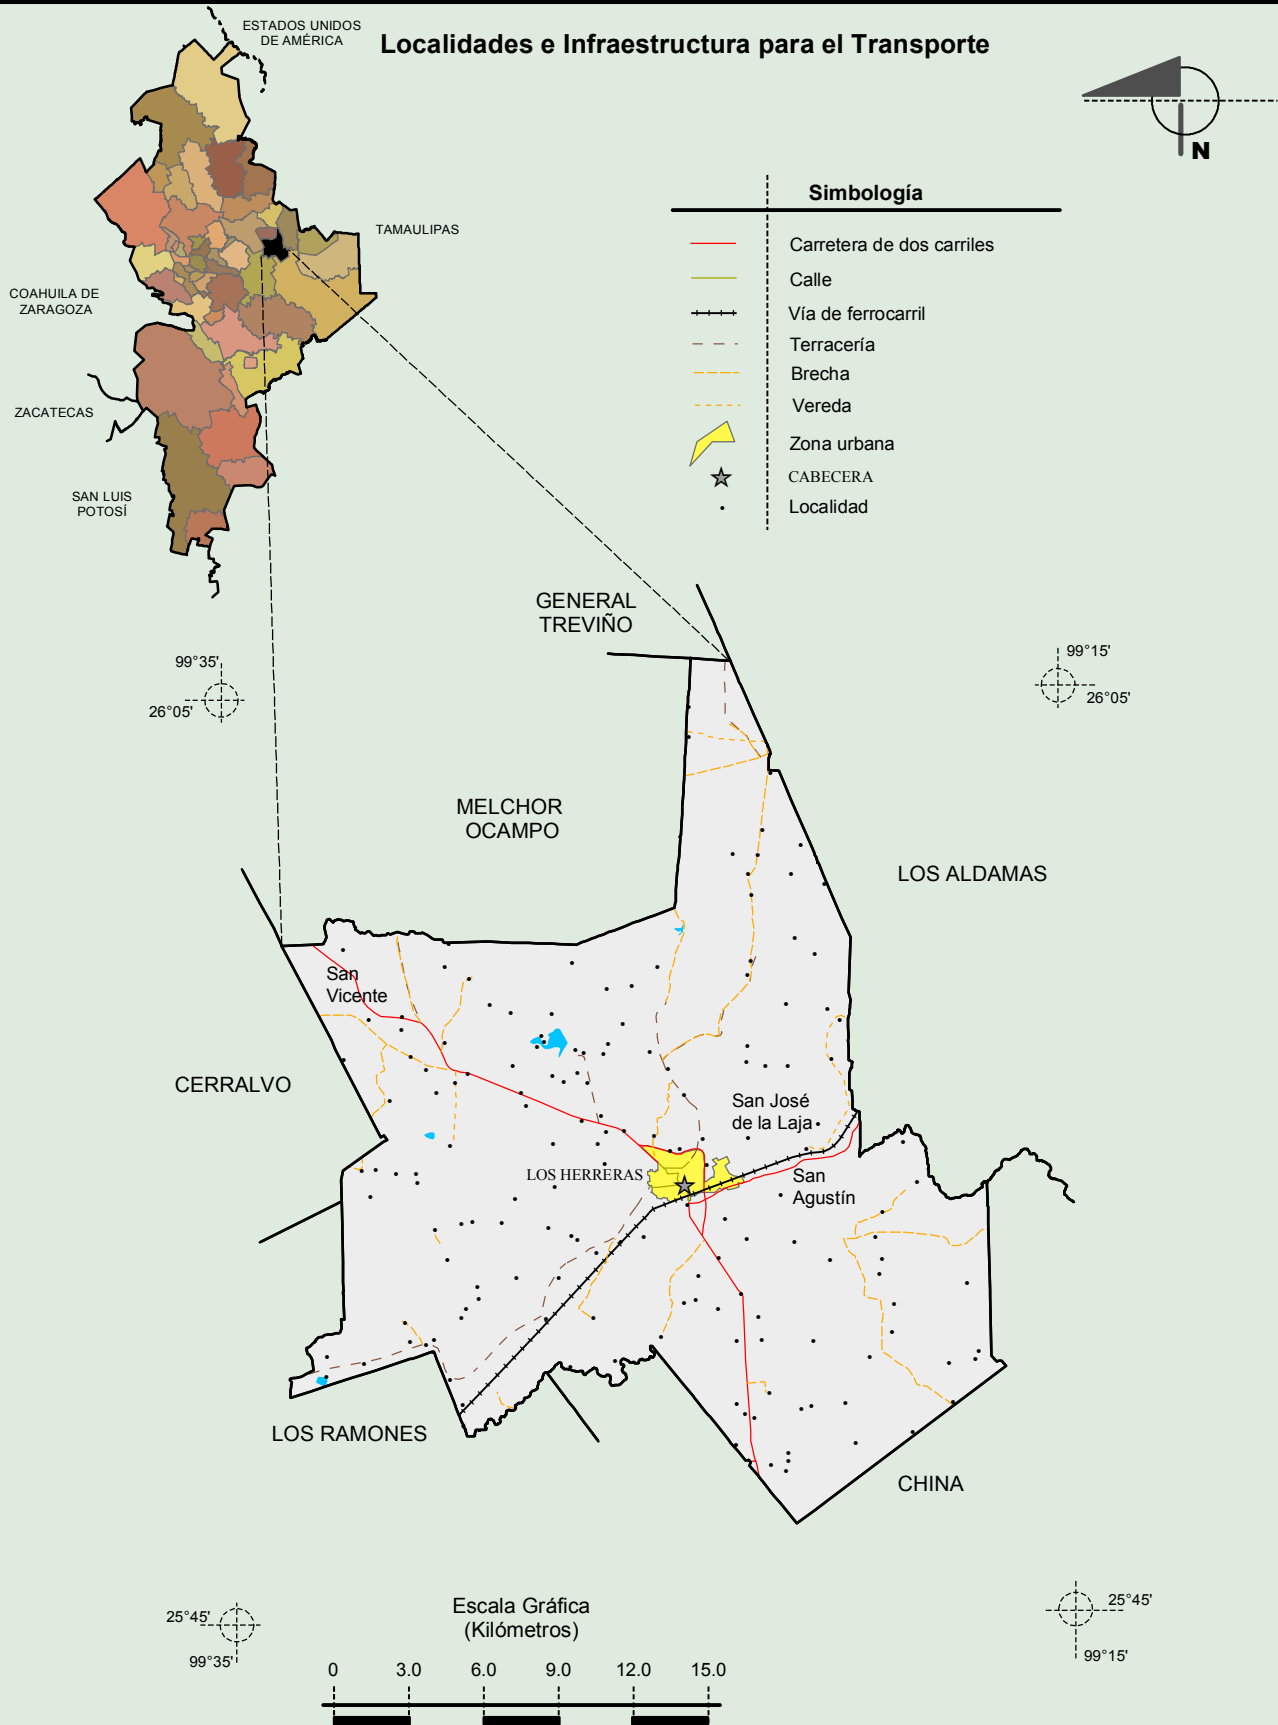 ESTADOS UNIDOS
DE AMÉRICA
Localidades e Infraestructura para el Transporte
N
Simbología
Carretera de dos carriles
Calle
Vía de ferrocarril
Terracería
Brecha
Vereda
Zona urbana
CABECERA
Localidad
TAMAULIPAS
COAHUILA DE
ZARAGOZA
ZACATECAS
SAN LUIS
POTOSÍ
GENERAL
TREVIÑO
99°35'
26°05'
99°15'
26°05'
MELCHOR
OCAMPO
LOS ALDAMAS
San
Vicente
CERRALVO
San José
de la Laja
LOS HERRERAS
San
Agustín
LOS RAMONES
CHINA
25°45'
99°35'
25°45'
99°15'
Escala Gráfica
(Kilómetros)
0 3.0 6.0 9.0 12.0 15.0